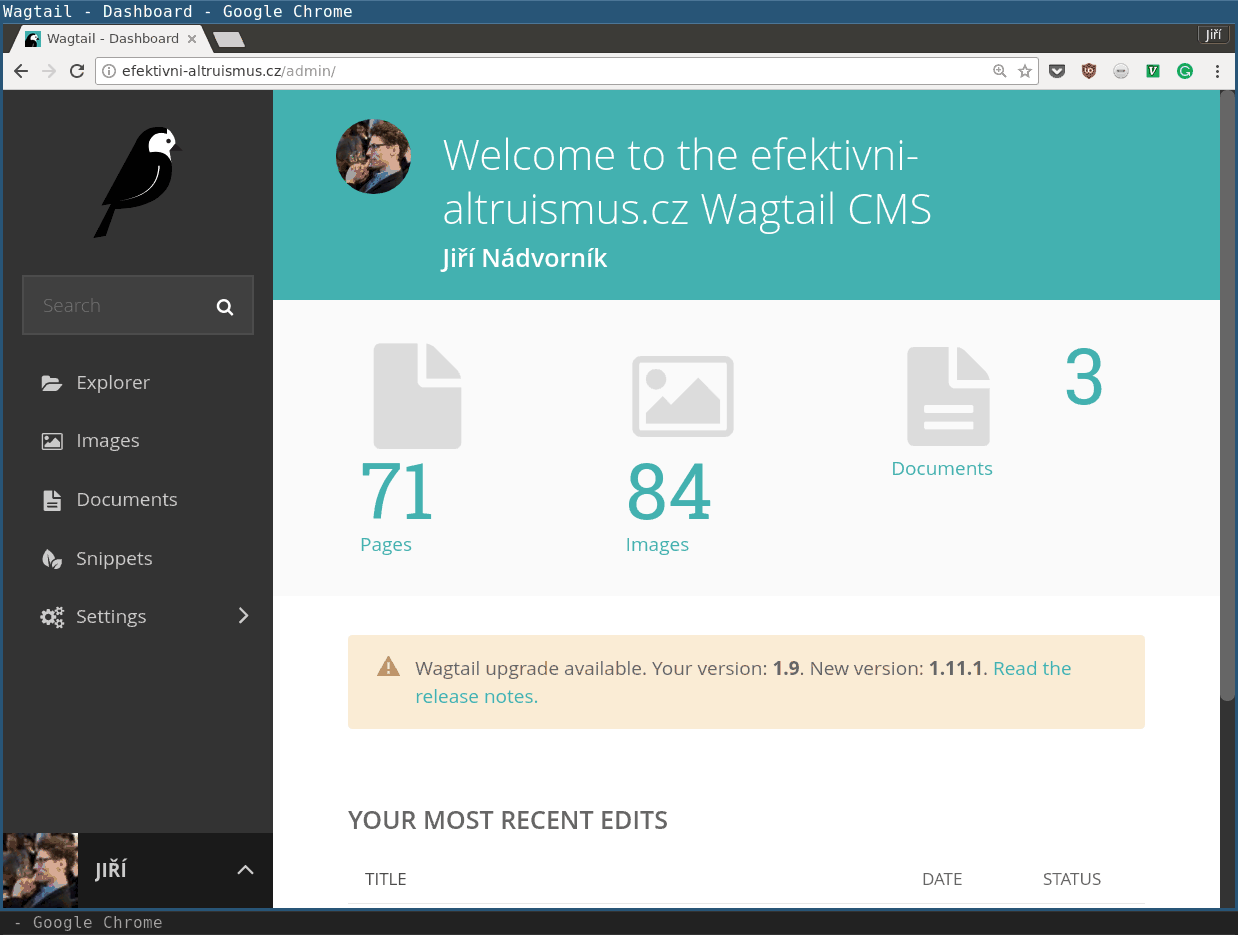 Wagtail - Dashboard - Google Chrome
Wagtail - Dashboard
Jiří
efektivni-altruismus.cz/admin/
Welcome to the efektivni-
altruismus.cz Wagtail CMS
Jiří Nádvorník
Search
Explorer
Images
Documents
Snippets
Settings
71
Pages
84
Images
3
Documents
Wagtail upgrade available. Your version: 1.9. New version: 1.11.1. Read the
release notes.
YOUR MOST RECENT EDITS
TITLE DATE STATUS
JIŘÍ
- Google Chrome